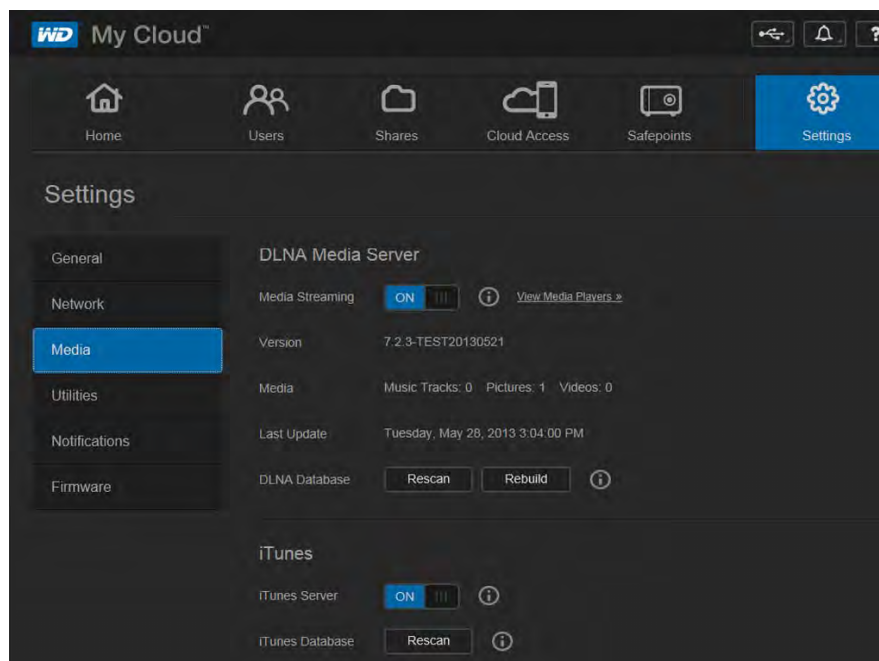 WD My Cloud™
?
Home Users Shares Cloud Access Safepoints Settings
Settings
General
Network
Media
Utilities
Notifications
Firmware
DLNA Media Server
Media Streaming ON View Media Players »
Version 7.2.3-TEST20130521
Media Music Tracks: 0 Pictures: 1 Videos: 0
Last Update Tuesday, May 28, 2013 3:04:00 PM
DLNA Database Rescan Rebuild
iTunes
iTunes Server ON
iTunes Database Rescan